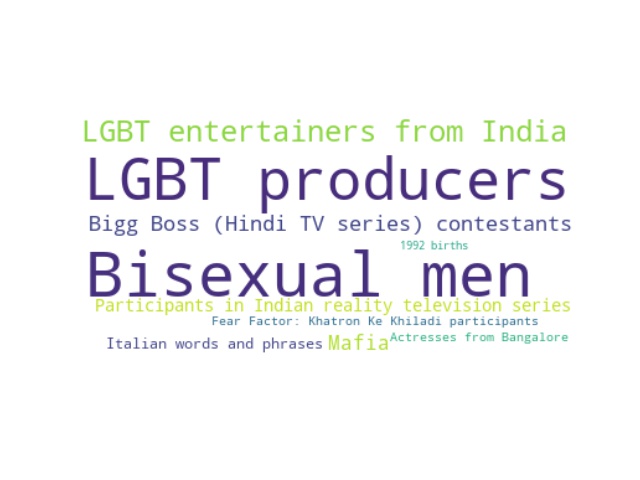 LGBT entertainers from India
LGBT producers
Bigg Boss (Hindi TV series) contestants
1992 births
Bisexual men
Participants in Indian reality television series
Fear Factor: Khatron Ke Khiladi participants
Italian words and phrases
Mafia
Actresses from Bangalore